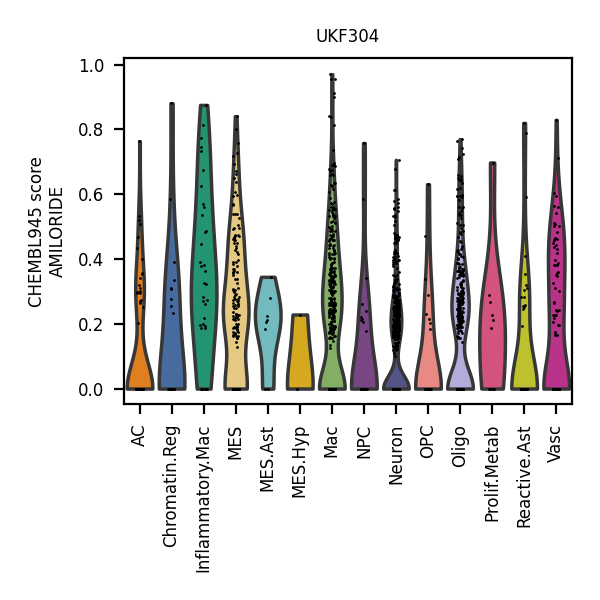 UKF304
CHEMBL945 score
AMILORIDE
1.0
0.8
0.6
0.4
0.2
0.0
AC
Chromatin.Reg
Inflammatory.Mac
MES
MES.Ast
MES.Hyp
Mac
NPC
Neuron
OPC
Oligo
Prolif.Metab
Reactive.Ast
Vasc